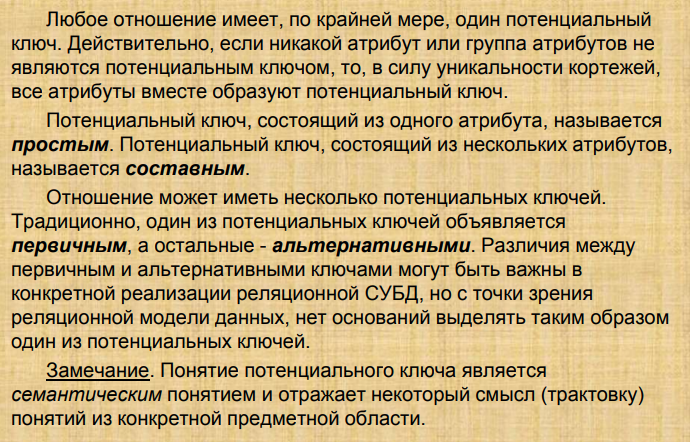 Любое отношение имеет, по крайней мере, один потенциальный
ключ. Действительно, если никакой атрибут или группа атрибутов не
являются потенциальным ключом, то, в силу уникальности кортежей,
все атрибуты вместе образуют потенциальный ключ.
Потенциальный ключ, состоящий из одного атрибута, называется
простым. Потенциальный ключ, состоящий из нескольких атрибутов,
называется составным.
Отношение может иметь несколько потенциальных ключей.
Традиционно, один из потенциальных ключей объявляется
первичным, а остальные - альтернативными. Различия между
первичным и альтернативными ключами могут быть важны в
конкретной реализации реляционной СУБД, но с точки зрения
реляционной модели данных, нет оснований выделять таким образом
один из потенциальных ключей.
Замечание. Понятие потенциального ключа является
семантическим понятием и отражает некоторый смысл (трактовку)
понятий из конкретной предметной области.